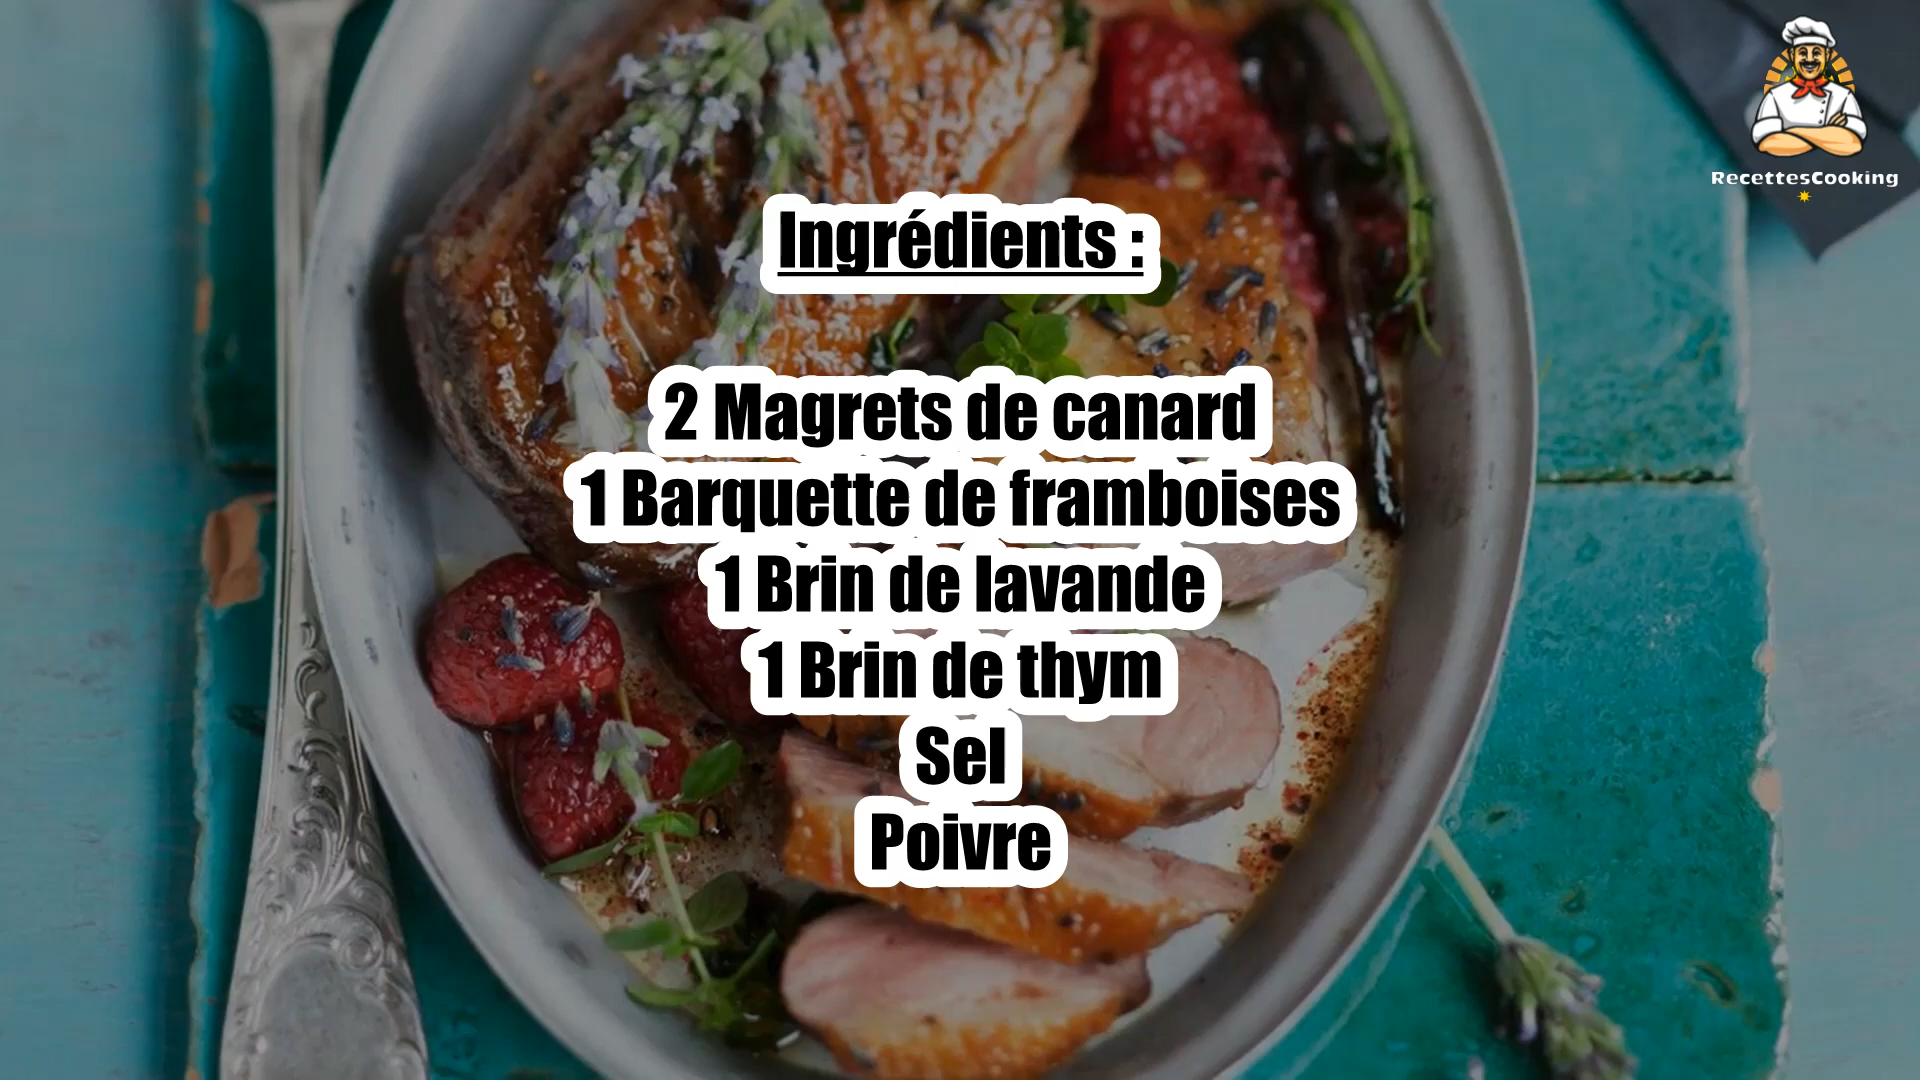 RecettesCooking
Ingrédients :
2 Magrets de canard
1 Barquette de framboises
1 Brin de lavande
1 Brin de thym
Sel
Poivre